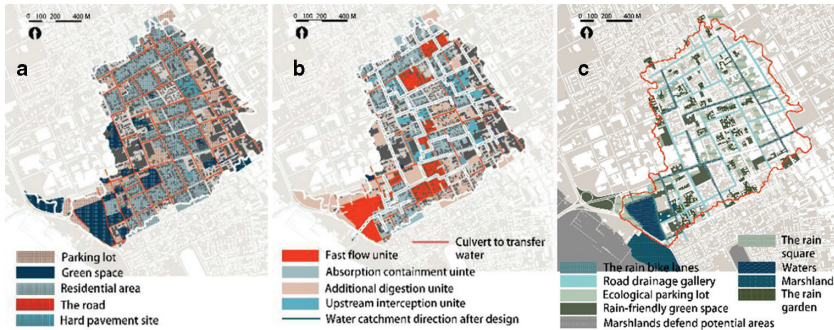 0 100 200 400 M
a
Parking lot
Green space
Residential area
The road
Hard pavement site
0 100 200 400 M
b
Culvert to transfer
water
Fast flow unite
Absorption containment unite
Additional digestion unite
Upstream interception unite
Water catchment direction after design
0 100 200 400 M
c
The rain bike lanes
Road drainage gallery
Ecological parking lot
Rain-friendly green space
Marshlands defend potential areas
The rain
square
Waters
Marshland
The rain
garden